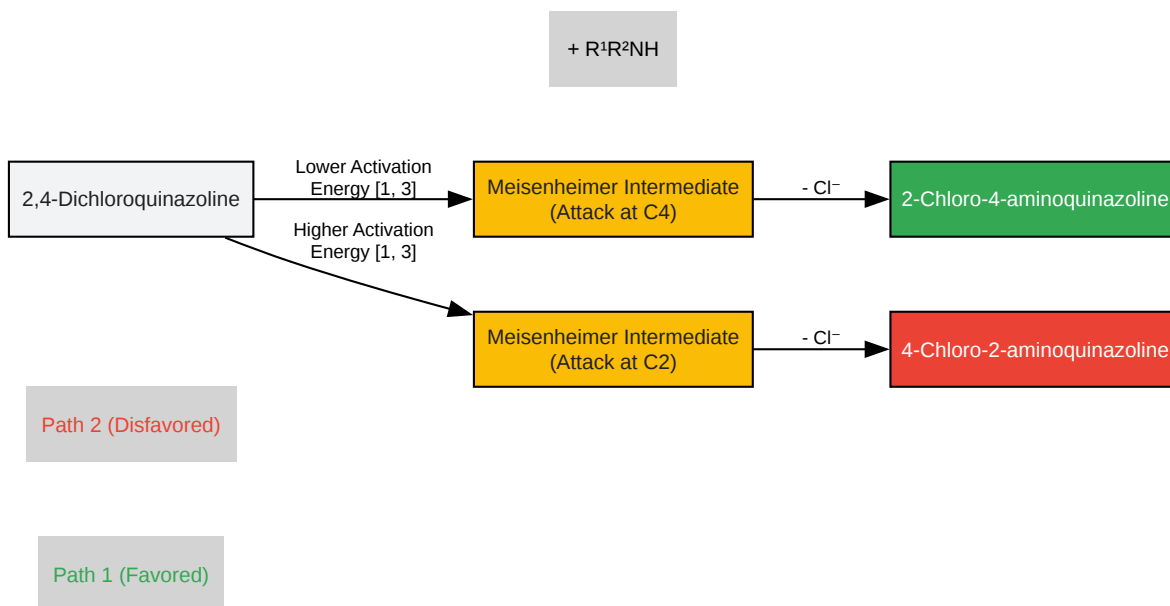 + R¹R²NH
2,4-Dichloroquinazoline
Lower Activation
Energy [1, 3]
Meisenheimer Intermediate
(Attack at C4)
- Cl⁻
2-Chloro-4-aminoquinazoline
Higher Activation
Energy [1, 3]
Meisenheimer Intermediate
(Attack at C2)
- Cl⁻
4-Chloro-2-aminoquinazoline
Path 2 (Disfavored)
Path 1 (Favored)